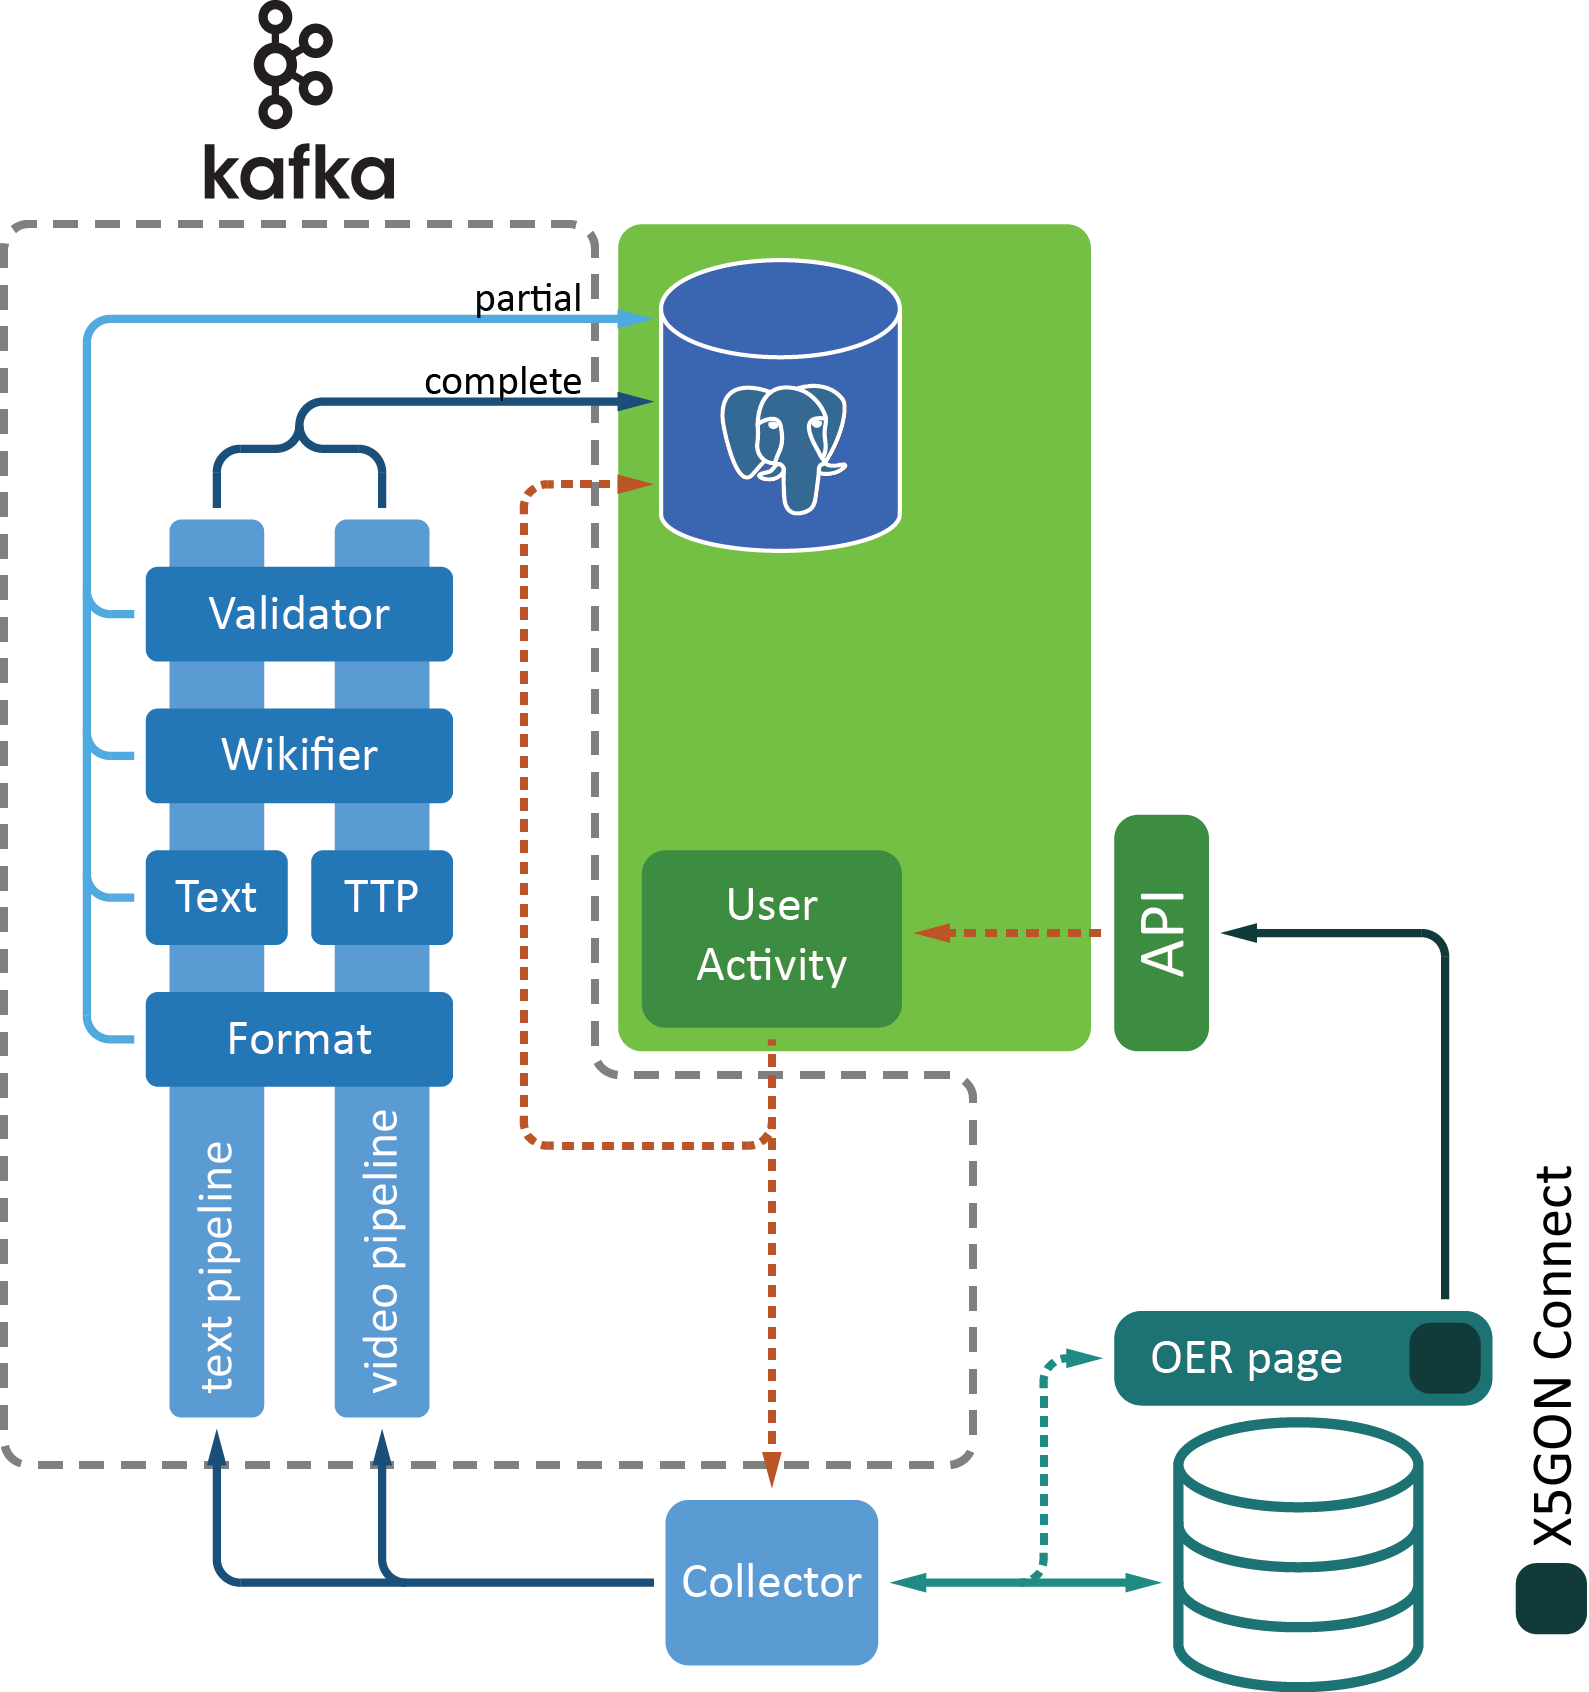 kafka
partial
complete
Validator
Wikifier
Text
TTP
Format
text pipeline
video pipeline
User
Activity
API
OER page
X5GON Connect
Collector